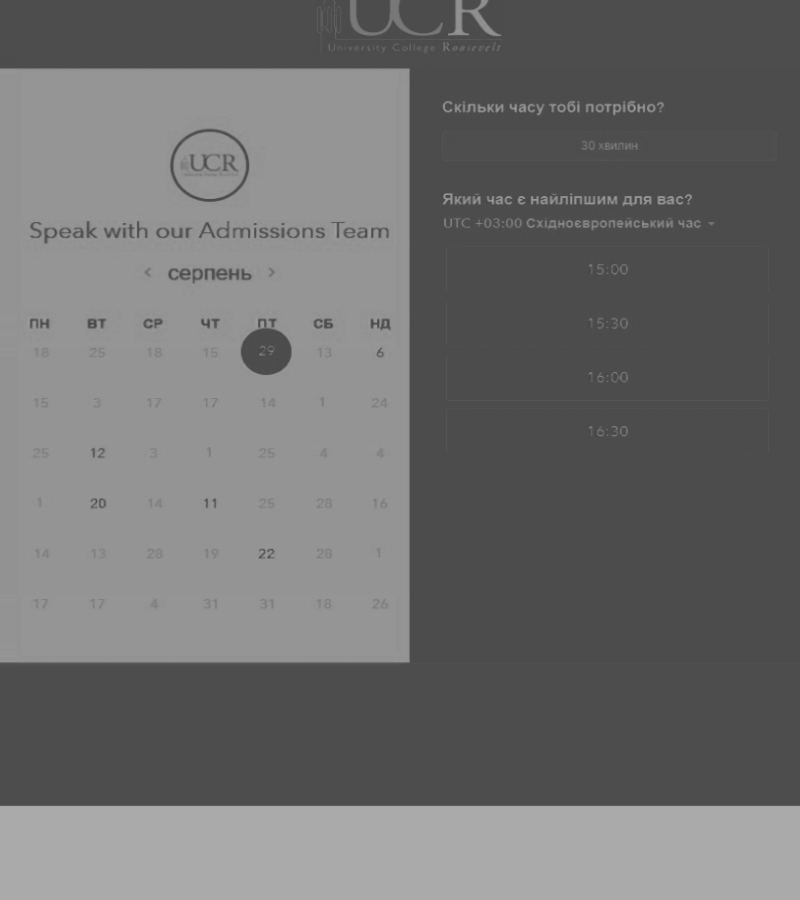 UCR
University College Roosevelt
UCR
Speak with our Admissions Team
‹ серпень ›
ПН ВТ СР ЧТ ПТ СБ НД
18 25 18 15 29 13 6
15 3 17 17 14 1 24
25 12 3 1 25 4 4
1 20 14 11 25 28 16
14 13 28 19 22 28 1
17 17 4 31 31 18 26
Скільки часу тобі потрібно?
30 хвилин
Який час є найліпшим для вас?
UTC +03:00 Східноєвропейський час
15:00
15:30
16:00
16:30